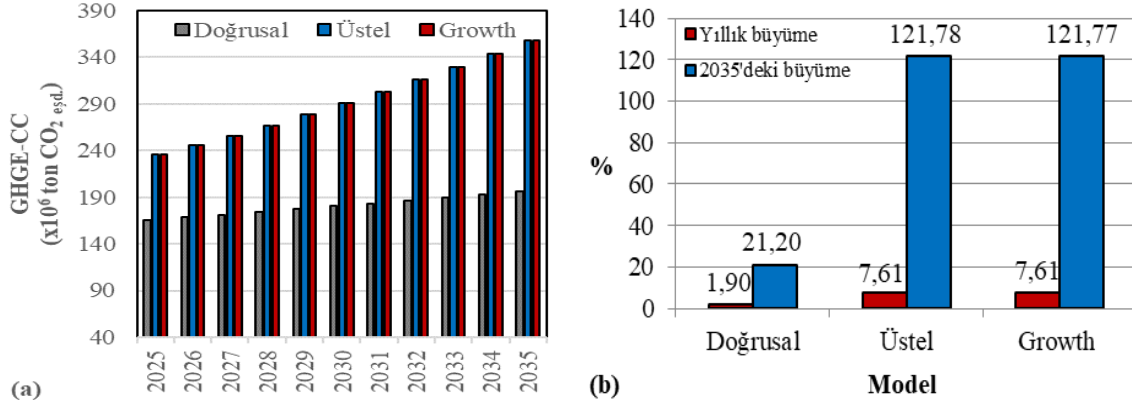 390
340
290
240
190
140
90
40
GHGE-CC
(x10⁶ ton CO₂ eşd.)
Doğrusal Üstel Growth
2025 2026 2027 2028 2029 2030 2031 2032 2033 2034 2035
(a)
140
120
100
80
60
40
20
0
%
Yıllık büyüme
2035'deki büyüme
1,90
21,20
7,61
121,78
7,61
121,77
Doğrusal Üstel Growth
Model
(b)